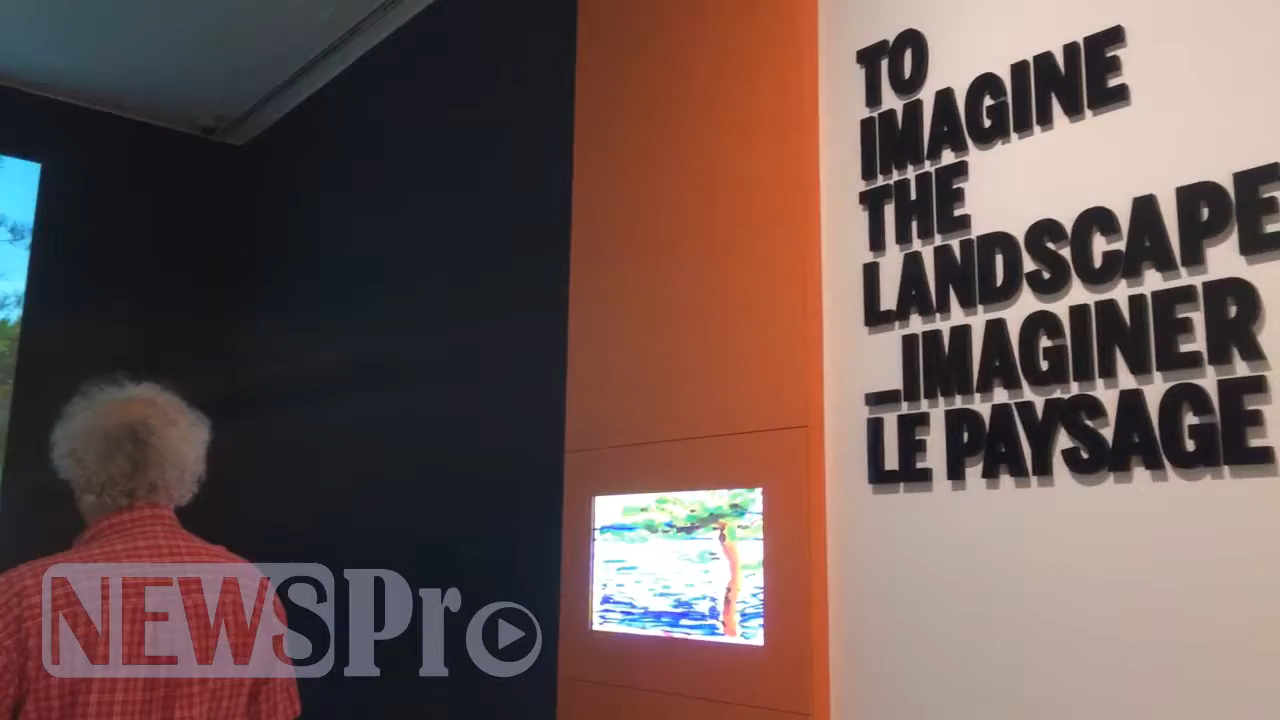 TO
IMAGINE
THE
LANDSCAPE
_IMAGINER
LE PAYSAGE
NEWSPro